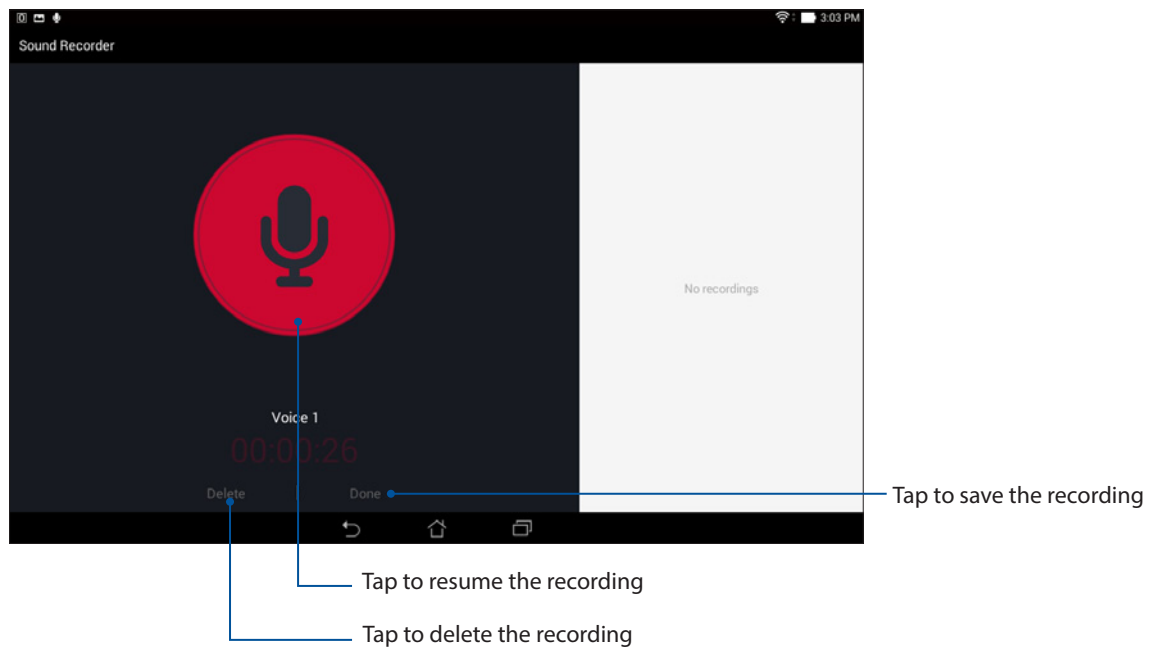 3:03 PM
Sound Recorder
No recordings
Voice 1
00:00:26
Delete
Done
Tap to save the recording
Tap to resume the recording
Tap to delete the recording